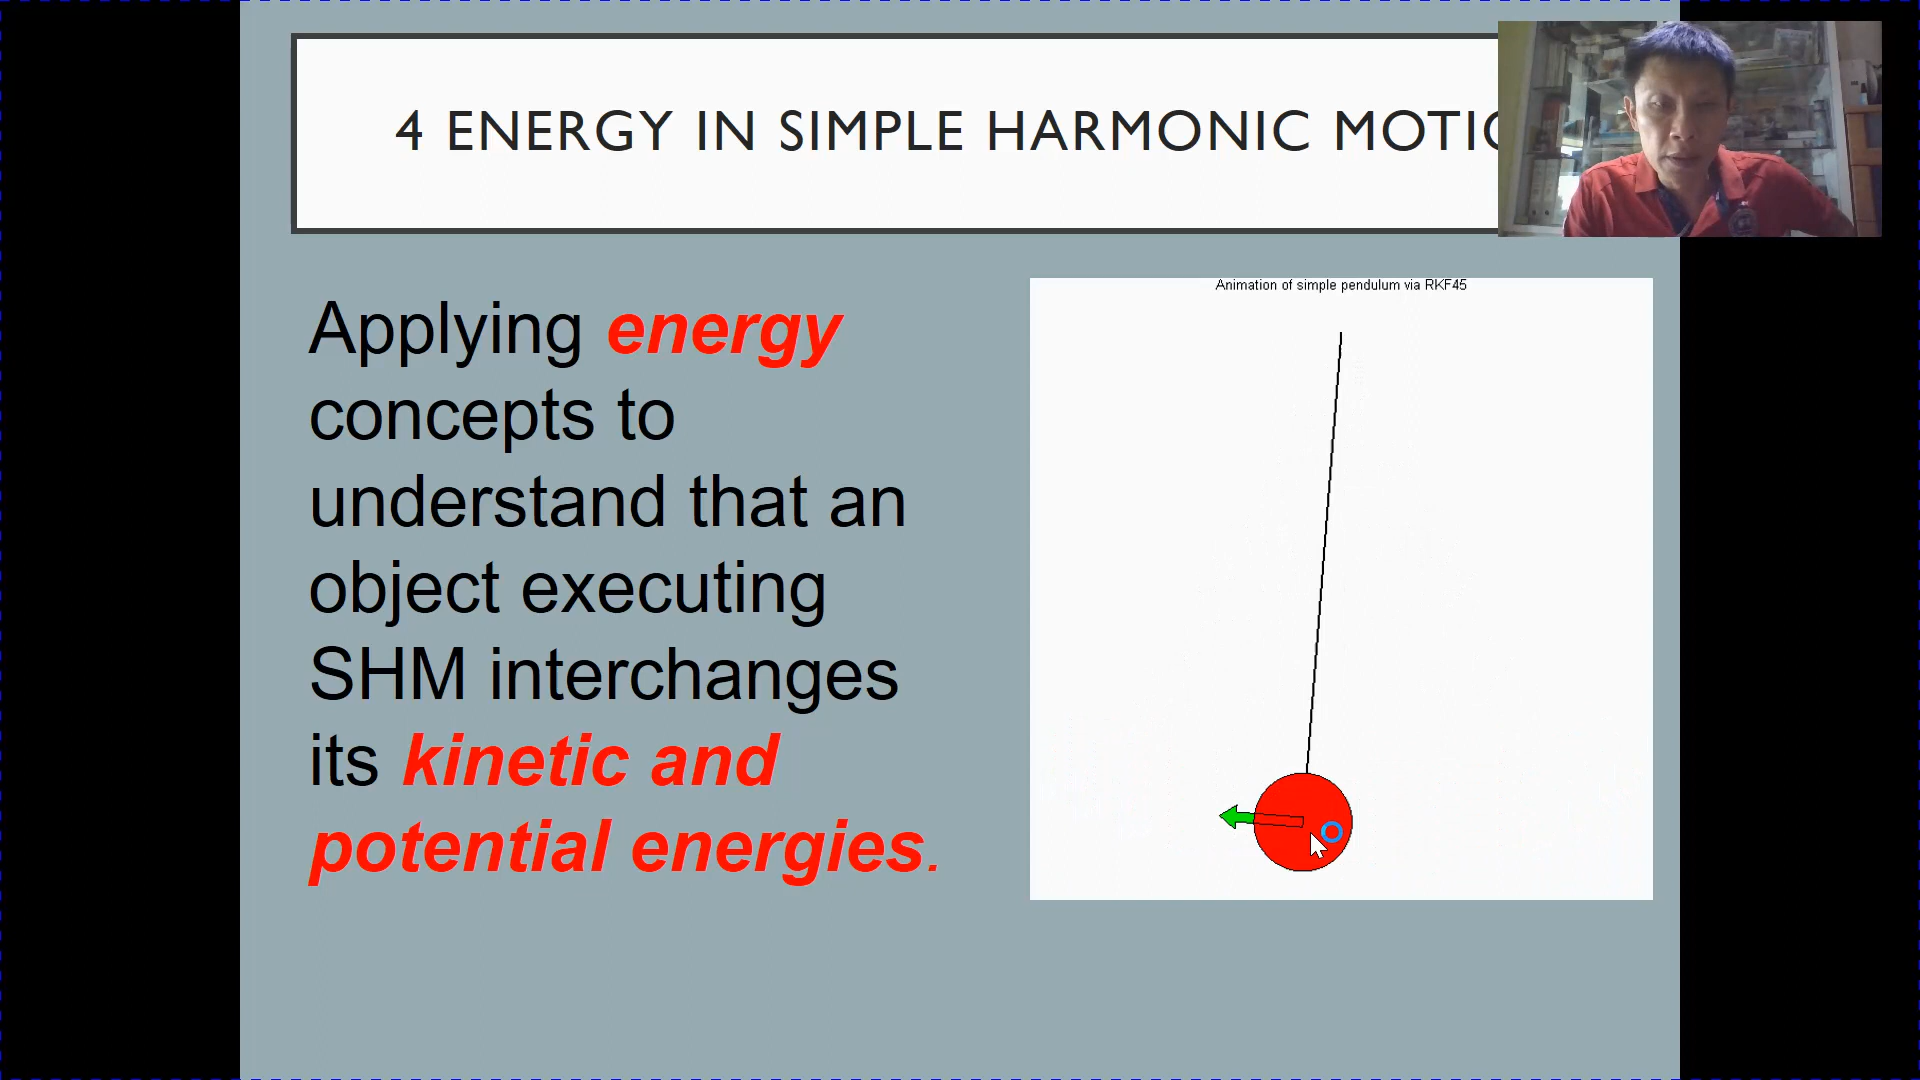 4 ENERGY IN SIMPLE HARMONIC
Applying energy
concepts to
understand that an
object executing
SHM interchanges
its kinetic and
potential energies.
Animation of simple pendulum via RKF45